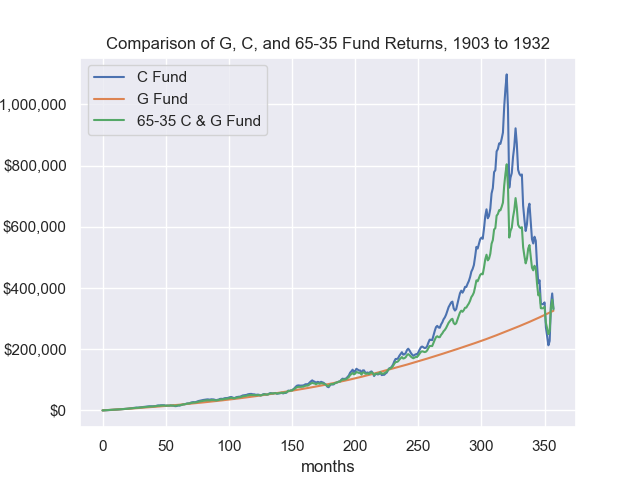 Comparison of G, C, and 65-35 Fund Returns, 1903 to 1932
C Fund
G Fund
65-35 C & G Fund
1,000,000
$800,000
$600,000
$400,000
$200,000
$0
0 50 100 150 200 250 300 350
months